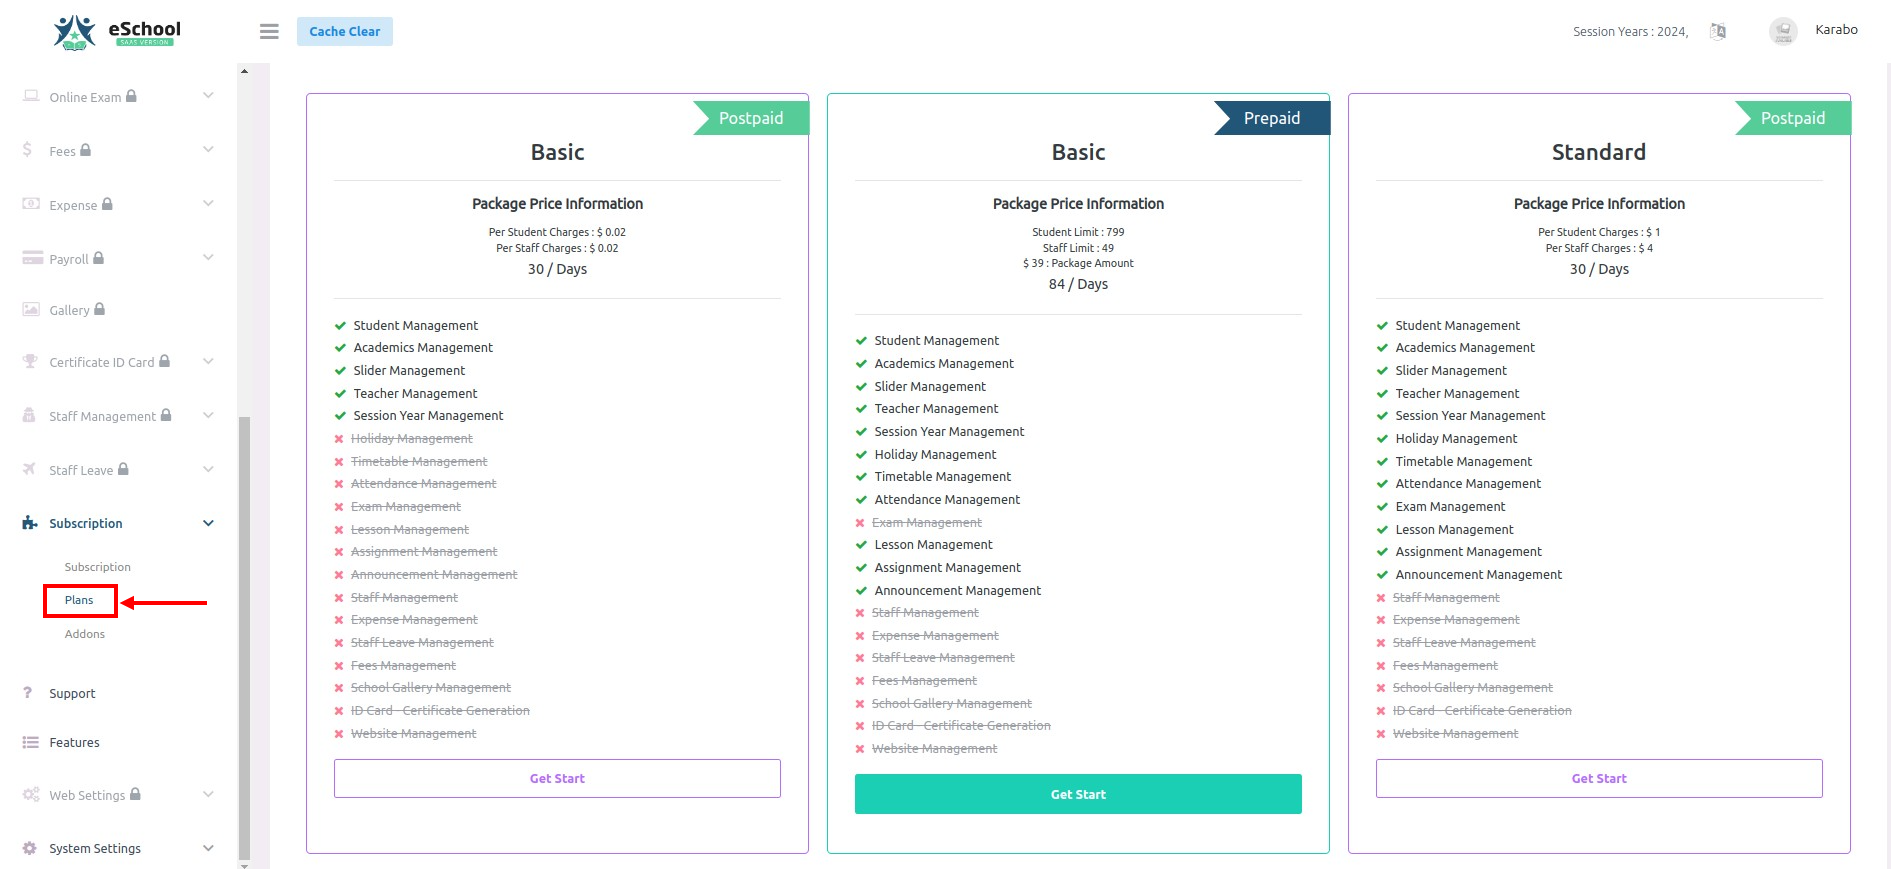 eSchool
SAAS VERSION
Cache Clear
Session Years : 2024,
Karabo
Online Exam
Fees
Expense
Payroll
Gallery
Certificate ID Card
Staff Management
Staff Leave
Subscription
Subscription
Plans
Addons
Support
Features
Web Settings
System Settings
Postpaid
Basic
Package Price Information
Per Student Charges : $ 0.02
Per Staff Charges : $ 0.02
30 / Days
Student Management
Academics Management
Slider Management
Teacher Management
Session Year Management
Holiday Management
Timetable Management
Attendance Management
Exam Management
Lesson Management
Assignment Management
Announcement Management
Staff Management
Expense Management
Staff Leave Management
Fees Management
School Gallery Management
ID Card - Certificate Generation
Website Management
Get Start
Prepaid
Basic
Package Price Information
Student Limit : 799
Staff Limit : 49
$ 39 : Package Amount
84 / Days
Student Management
Academics Management
Slider Management
Teacher Management
Session Year Management
Holiday Management
Timetable Management
Attendance Management
Exam Management
Lesson Management
Assignment Management
Announcement Management
Staff Management
Expense Management
Staff Leave Management
Fees Management
School Gallery Management
ID Card - Certificate Generation
Website Management
Get Start
Postpaid
Standard
Package Price Information
Per Student Charges : $ 1
Per Staff Charges : $ 4
30 / Days
Student Management
Academics Management
Slider Management
Teacher Management
Session Year Management
Holiday Management
Timetable Management
Attendance Management
Exam Management
Lesson Management
Assignment Management
Announcement Management
Staff Management
Expense Management
Staff Leave Management
Fees Management
School Gallery Management
ID Card - Certificate Generation
Website Management
Get Start